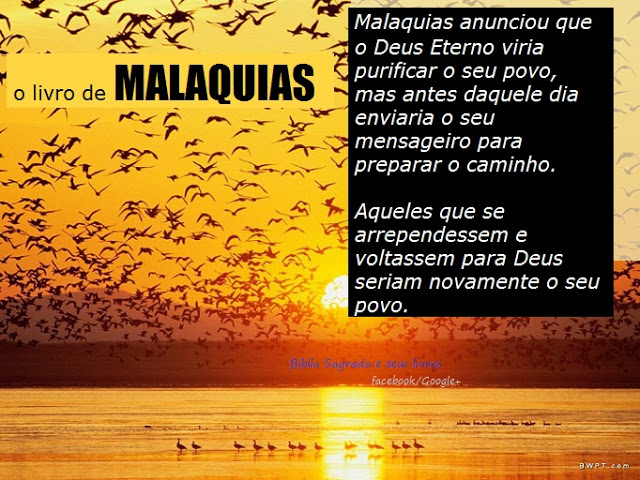 o livro de MALAQUIAS
Malaquias anunciou que
o Deus Eterno viria
purificar o seu povo,
mas antes daquele dia
enviaria o seu
mensageiro para
preparar o caminho.
Aqueles que se
arrependessem e
voltassem para Deus
seriam novamente o seu
povo.
Bíblia Sagrada e seus livros
facebook/Google+
BWPT.com